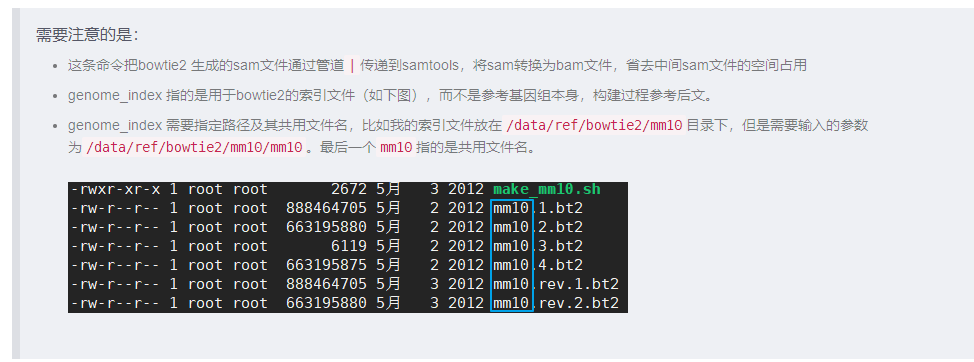 需要注意的是：
这条命令把bowtie2 生成的sam文件通过管道 | 传递到samtools，将sam转换为bam文件，省去中间sam文件的空间占用
genome_index 指的是用于bowtie2的索引文件（如下图），而不是参考基因组本身，构建过程参考后文。
genome_index 需要指定路径及其共用文件名，比如我的索引文件放在 /data/ref/bowtie2/mm10 目录下，但是需要输入的参数
为 /data/ref/bowtie2/mm10/mm10 。最后一个 mm10 指的是共用文件名。
-rwxr-xr-x 1 root root 2672 5月 3 2012 make_mm10.sh
-rw-r--r-- 1 root root 888464705 5月 2 2012 mm10.1.bt2
-rw-r--r-- 1 root root 663195880 5月 2 2012 mm10.2.bt2
-rw-r--r-- 1 root root 6119 5月 2 2012 mm10.3.bt2
-rw-r--r-- 1 root root 663195875 5月 2 2012 mm10.4.bt2
-rw-r--r-- 1 root root 888464705 5月 3 2012 mm10.rev.1.bt2
-rw-r--r-- 1 root root 663195880 5月 3 2012 mm10.rev.2.bt2